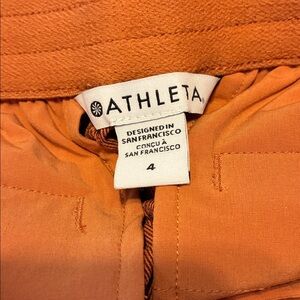 ATHLETA
DESIGNED IN
SAN FRANCISCO
CONÇU À
SAN FRANCISCO
4